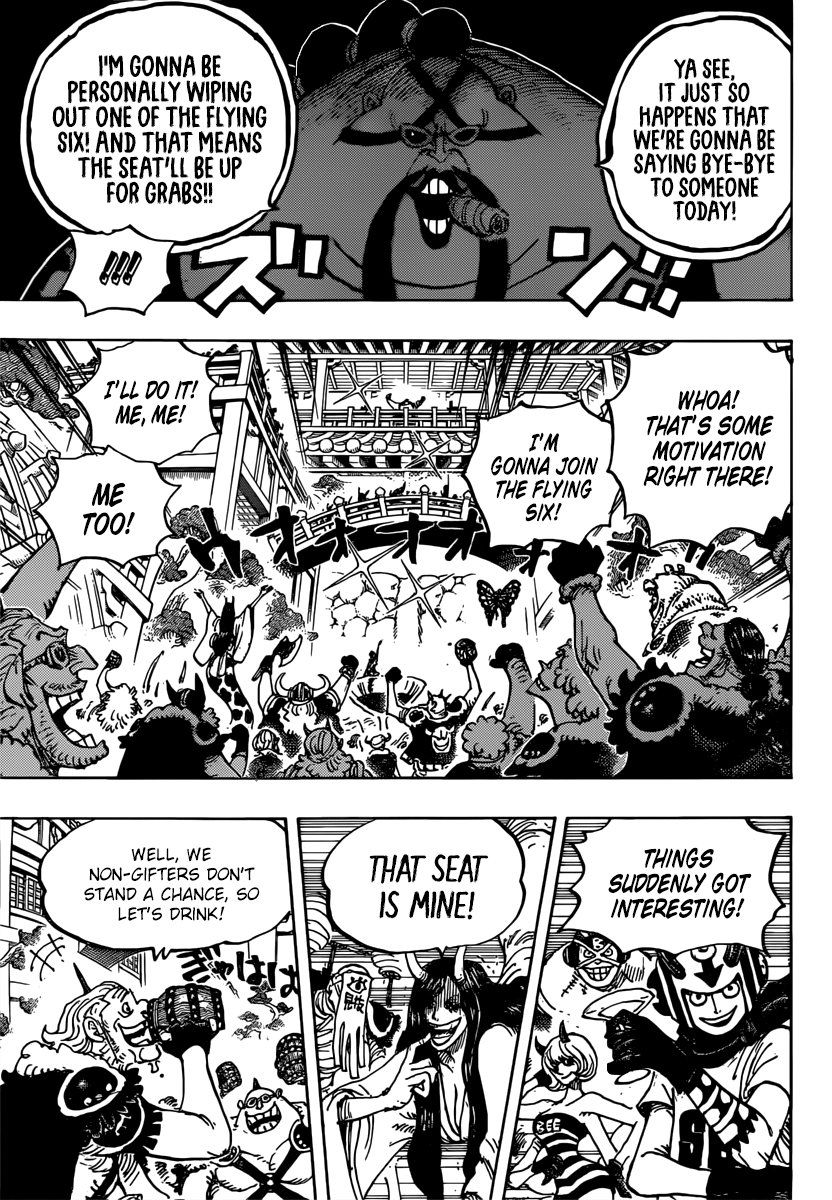 YA SEE,
IT JUST SO
HAPPENS THAT
WE'RE GONNA BE
SAYING BYE-BYE
TO SOMEONE
TODAY!
I'M GONNA BE
PERSONALLY WIPING
OUT ONE OF THE FLYING
SIX! AND THAT MEANS
THE SEAT'LL BE UP
FOR GRABS!!
!!!
ズン!!
WHOA!
THAT'S SOME
MOTIVATION
RIGHT THERE!
I'M
GONNA JOIN
THE FLYING
SIX!
I'LL DO IT!
ME, ME!
ME
TOO!
THINGS
SUDDENLY GOT
INTERESTING!
BEE
THAT SEAT
IS MINE!
WELL, WE
NON-GIFTERS DON'T
STAND A CHANCE, SO
LET'S DRINK!